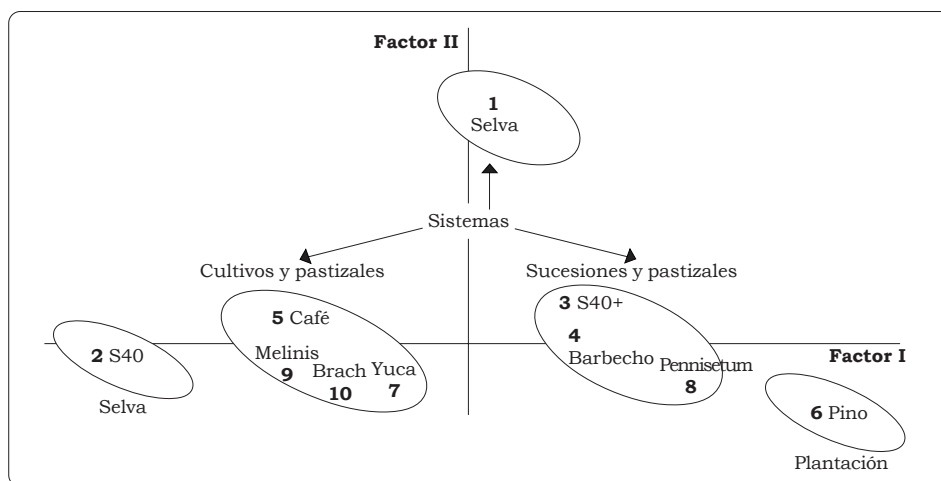 Factor II
1
Selva
Sistemas
Cultivos y pastizales
Sucesiones y pastizales
3 S40+
5 Café
4
2 S40
Melinis
Barbecho
Factor I
Brach
Yuca
Pennisetum
9
10
7
8
Selva
6 Pino
Plantación